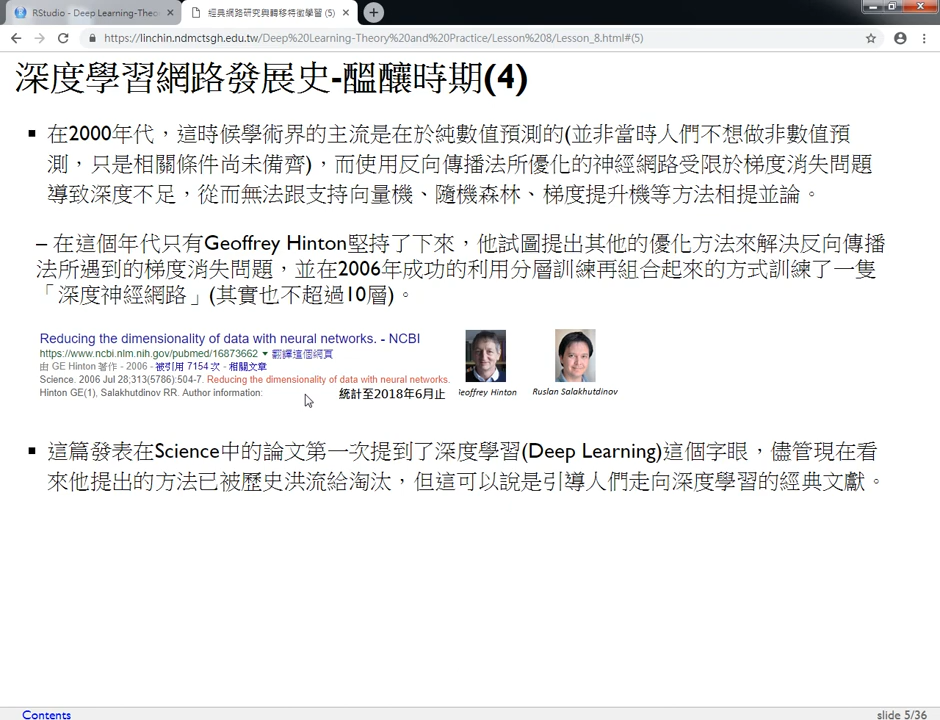 RStudio - Deep Learning-Theo
經典網路研究與轉移特徵學習 (5)
https://linchin.ndmctsgh.edu.tw/Deep%20Learning-Theory%20and%20Practice/Lesson%208/Lesson_8.html#(5)
深度學習網路發展史-醞釀時期(4)
在2000年代，這時候學術界的主流是在於純數值預測的(並非當時人們不想做非數值預
測，只是相關條件尚未備齊)，而使用反向傳播法所優化的神經網路受限於梯度消失問題
導致深度不足，從而無法跟支持向量機、隨機森林、梯度提升機等方法相提並論。
– 在這個年代只有Geoffrey Hinton堅持了下來，他試圖提出其他的優化方法來解決反向傳播
法所遇到的梯度消失問題，並在2006年成功的利用分層訓練再組合起來的方式訓練了一隻
「深度神經網路」(其實也不超過10層)。
Reducing the dimensionality of data with neural networks. - NCBI
https://www.ncbi.nlm.nih.gov/pubmed/16873662 ▼ 翻譯這個網頁
由 GE Hinton 著作 - 2006 - 被引用 7154 次 - 相關文章
Science. 2006 Jul 28;313(5786):504-7. Reducing the dimensionality of data with neural networks.
Hinton GE(1), Salakhutdinov RR. Author information:
統計至2018年6月止
Geoffrey Hinton
Ruslan Salakhutdinov
這篇發表在Science中的論文第一次提到了深度學習(Deep Learning)這個字眼，儘管現在看
來他提出的方法已被歷史洪流給淘汰，但這可以說是引導人們走向深度學習的經典文獻。
Contents
slide 5/36